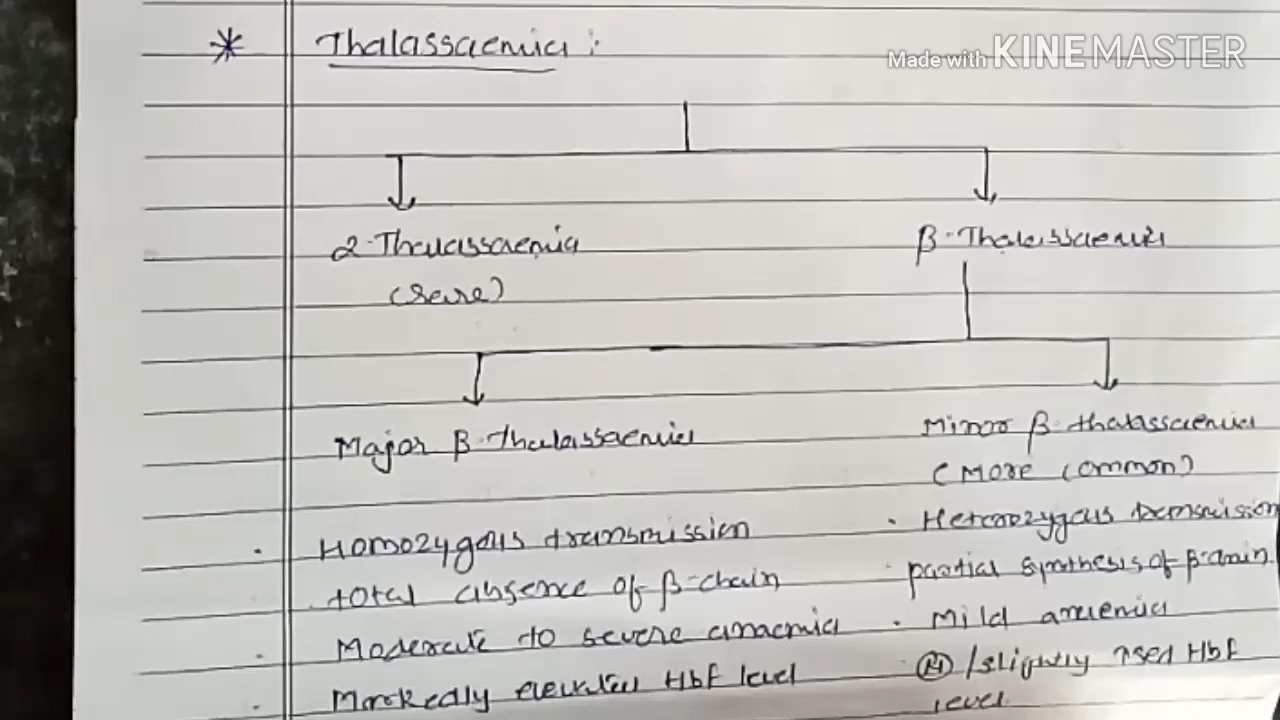 Made with KINEMASTER
* Thalassaemia :
α-Thalassaemia
β-Thalassaemia
(rare)
Major β-Thalassaemia
Minor β-thalassaemia
(More Common)
· Homozygous transmission
· Heterozygous transmission
total absence of β-chain
· partial synthesis of β-chain
· Moderate to severe anaemia
· Mild anaemia
· Markedly elevated HbF level
· Ⓝ/slightly ↑sed HbF
level.